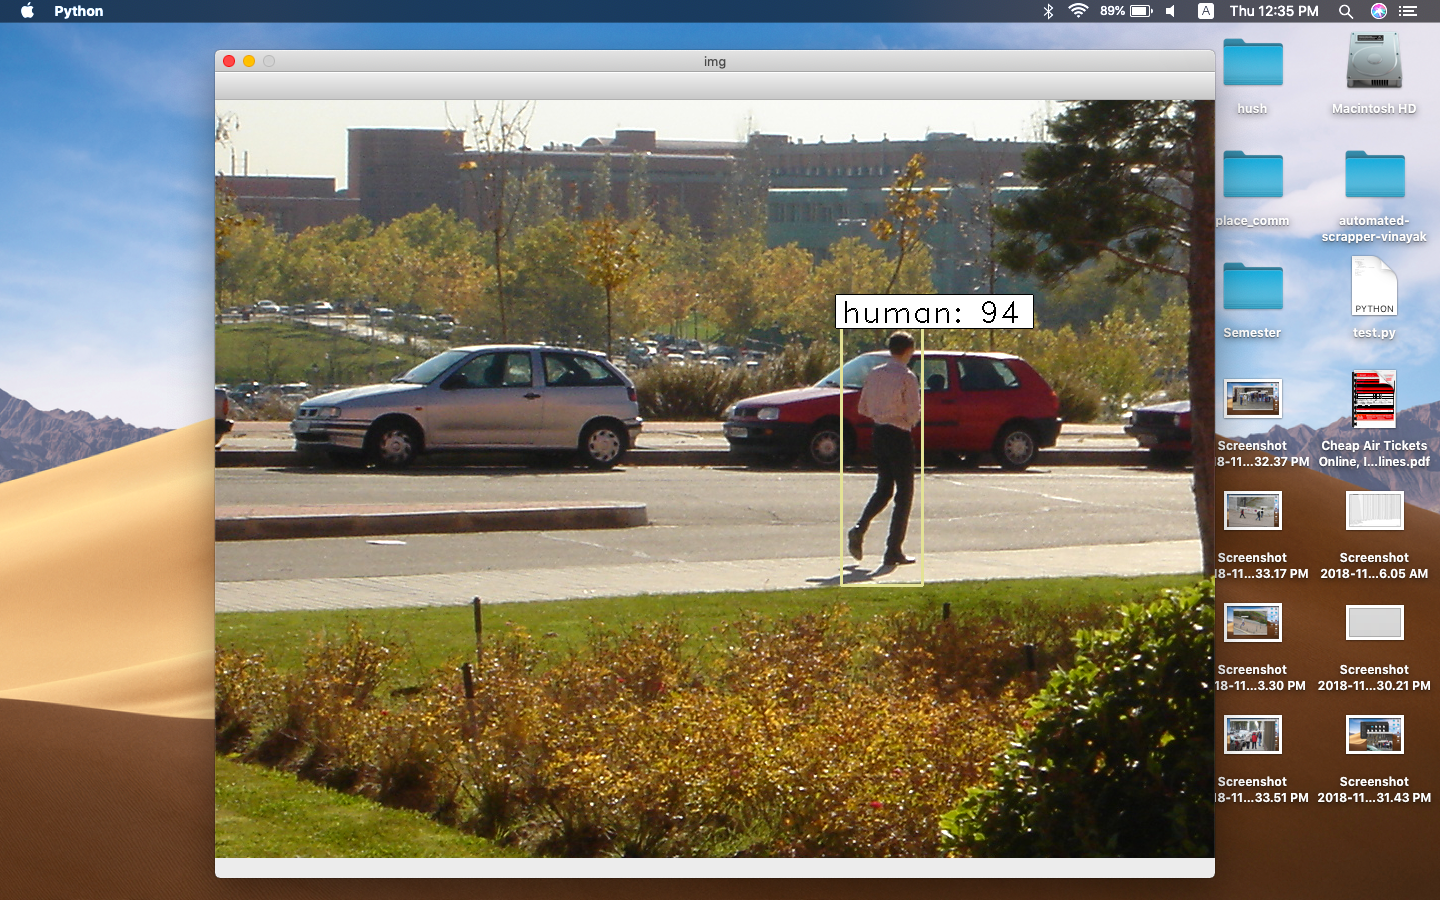 Python
89%
A
Thu 12:35 PM
img
human: 94
hush
Macintosh HD
place_comm
automated-
scrapper-vinayak
PYTHON
Semester
test.py
Screenshot
18-11...32.37 PM
Cheap Air Tickets
Online, I...lines.pdf
Screenshot
18-11...33.17 PM
Screenshot
2018-11...6.05 AM
Screenshot
18-11...3.30 PM
Screenshot
2018-11...30.21 PM
Screenshot
18-11...33.51 PM
Screenshot
2018-11...31.43 PM